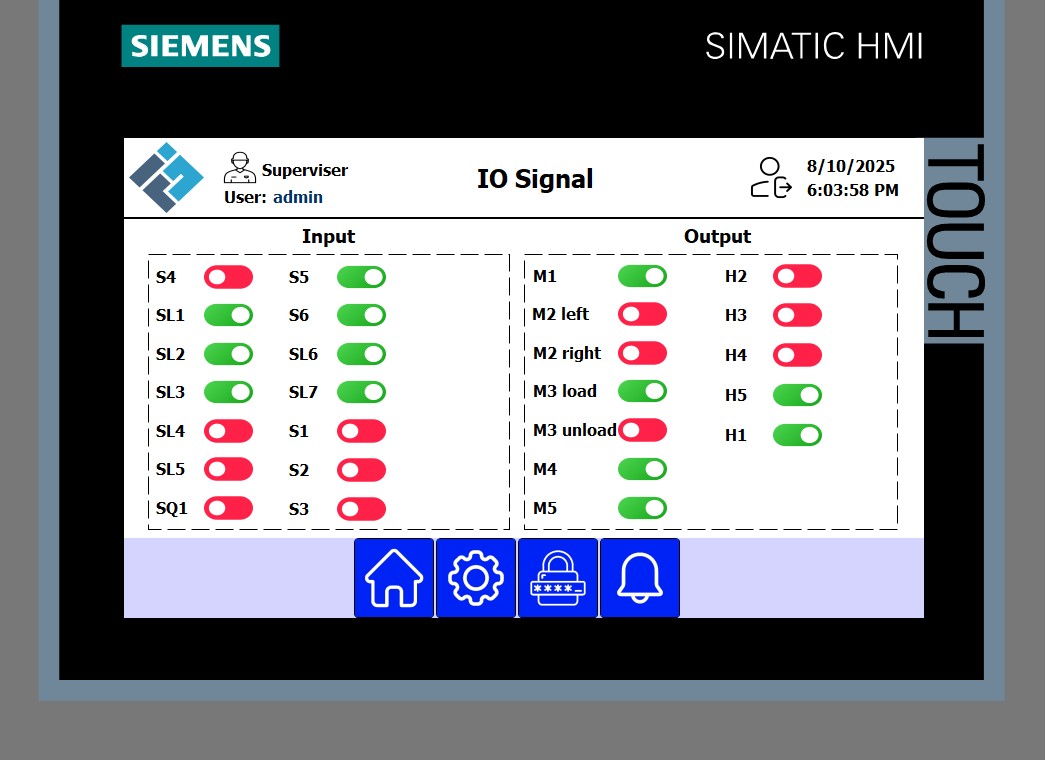 SIEMENS
SIMATIC HMI
TOUCH
Superviser
User: admin
IO Signal
8/10/2025
6:03:58 PM
Input
S4
SL1
SL2
SL3
SL4
SL5
SQ1
S5
S6
SL6
SL7
S1
S2
S3
Output
M1
M2 left
M2 right
M3 load
M3 unload
M4
M5
H2
H3
H4
H5
H1
****_